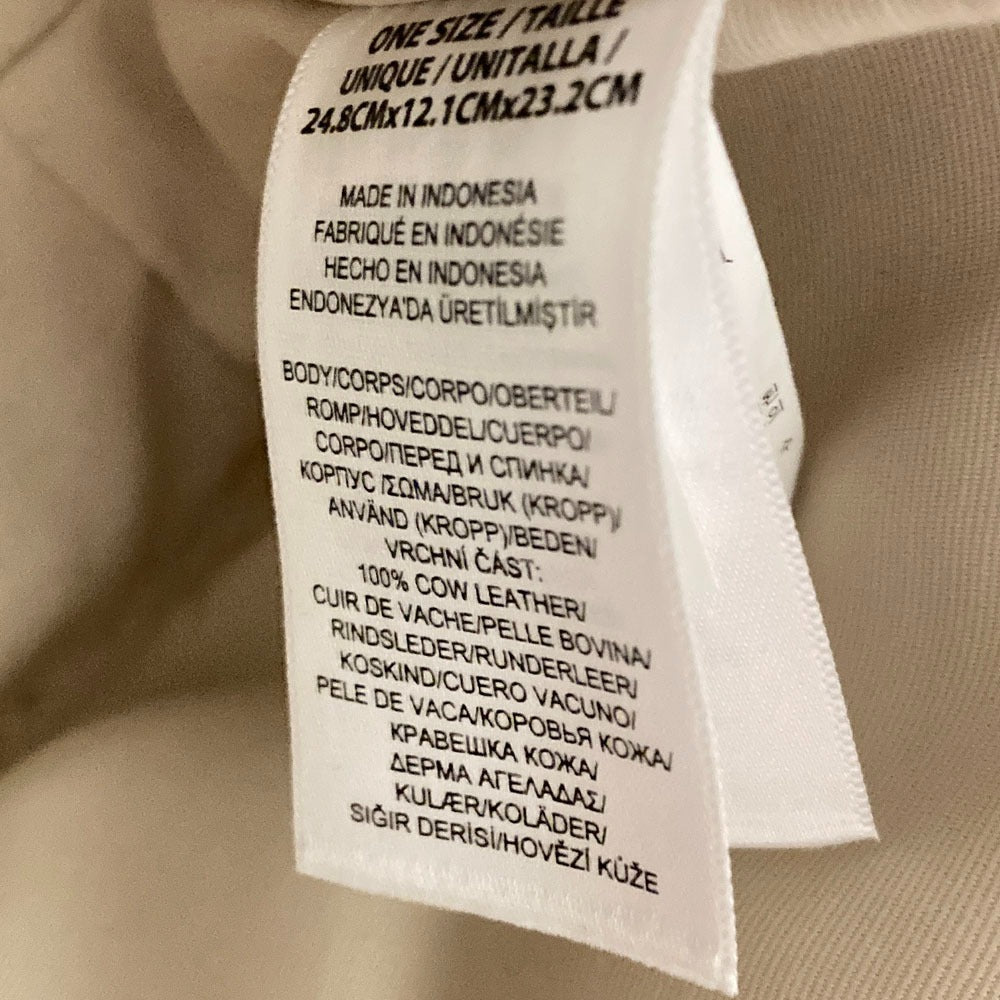 ONE SIZE / TAILLE
UNIQUE / UNITALLA /
24.8CMx12.1CMx23.2CM
MADE IN INDONESIA
FABRIQUÉ EN INDONÉSIE
HECHO EN INDONESIA
ENDONEZYA'DA ÜRETİLMİŞTİR
BODY/CORPS/CORPO/OBERTEIL/
ROMP/HOVEDDEL/CUERPO/
CORPO/ПЕРЕД И СПИНКА/
КОРПУС /ΣΩΜΑ/BRUK (KROPP)/
ANVÄND (KROPP)/BEDEN/
VRCHNÍ ČÁST:
100% COW LEATHER/
CUIR DE VACHE/PELLE BOVINA/
RINDSLEDER/RUNDERLEER/
KOSKIND/CUERO VACUNO/
PELE DE VACA/КОРОВЬЯ КОЖА/
КРАВЕШКА КОЖА/
ΔΕΡΜΑ ΑΓΕΛΑΔΑΣ/
KULÆR/KOLÄDER/
SIĞIR DERİSİ/HOVĚZÍ KŮŽE